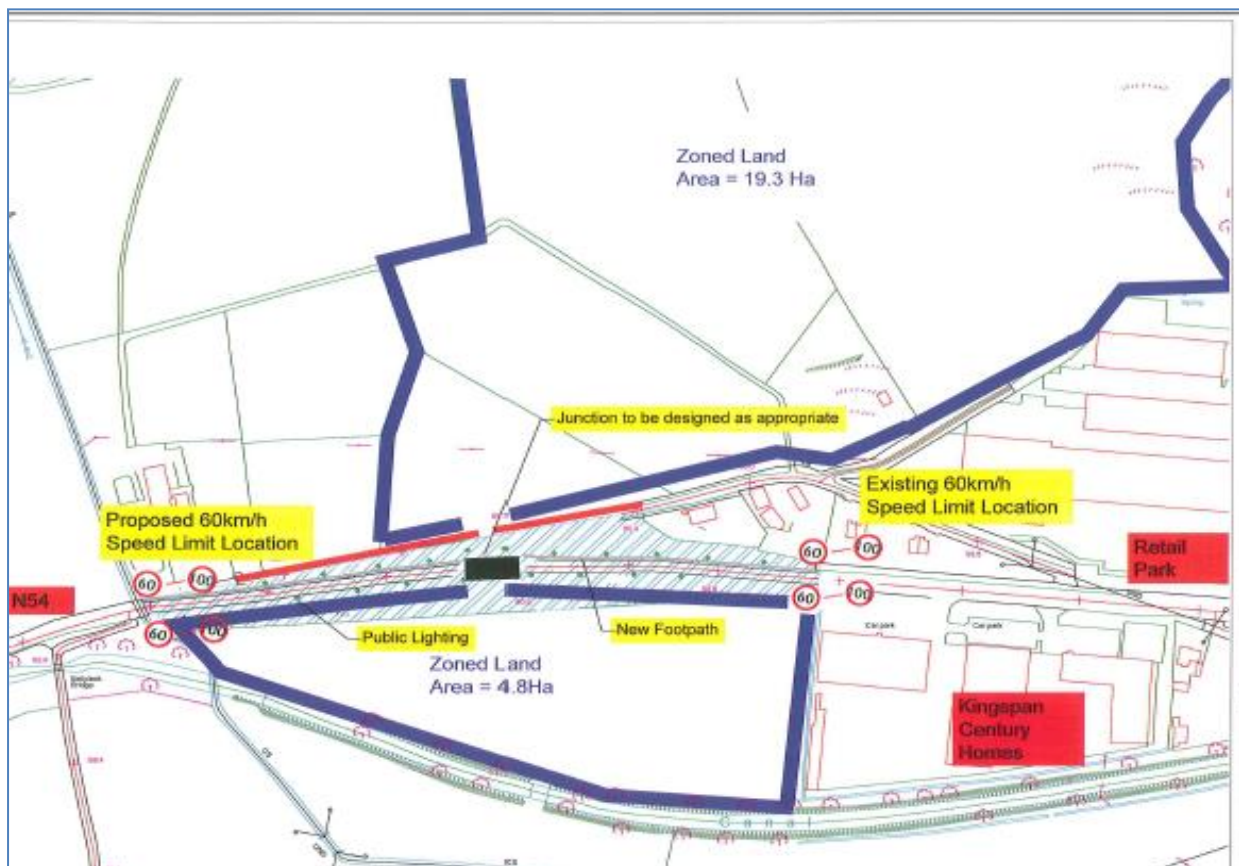 Zoned Land
Area = 19.3 Ha
Junction to be designed as appropriate
Existing 60km/h
Speed Limit Location
Proposed 60km/h
Speed Limit Location
60 100
60 100
Retail
Park
N54
60 100
60 100
Public Lighting
New Footpath
Car park
Car park
Zoned Land
Area = 4.8Ha
Kingspan
Century
Homes
Bridge
Canal